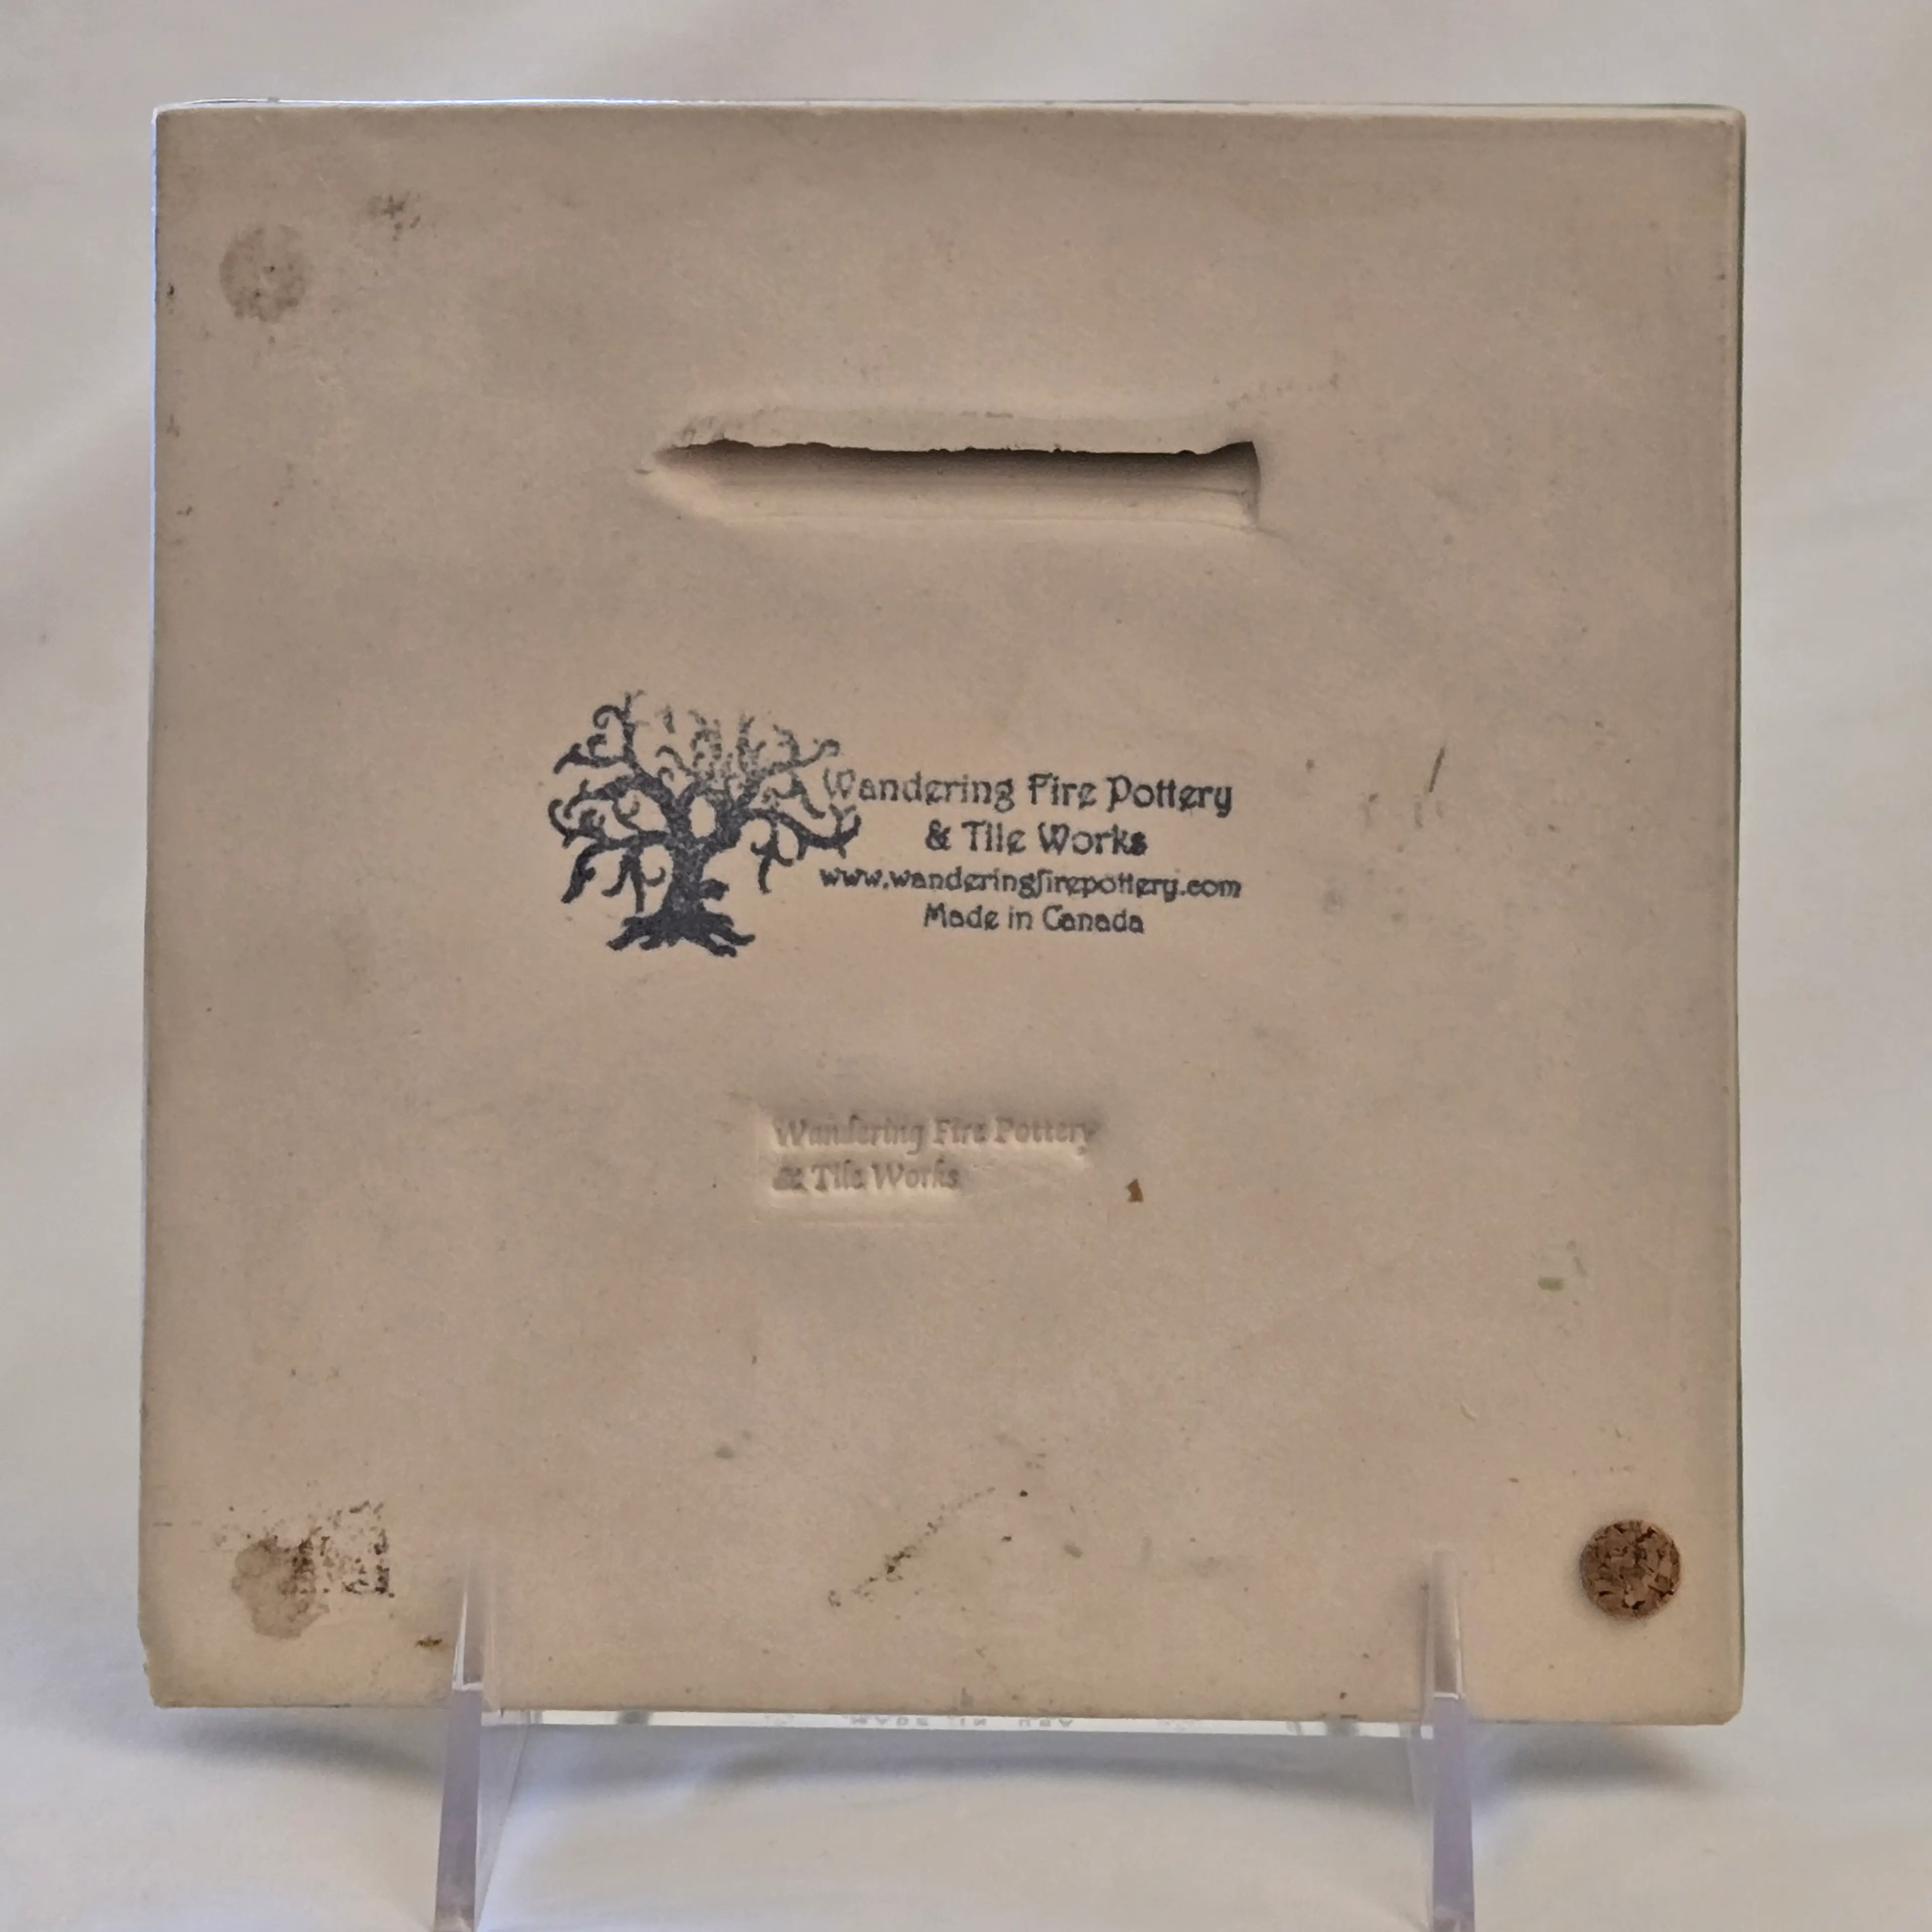 Wandering Fire Pottery
& Tile Works
www.wanderingfirepottery.com
Made in Canada
Wandering Fire Pottery
& Tile Works